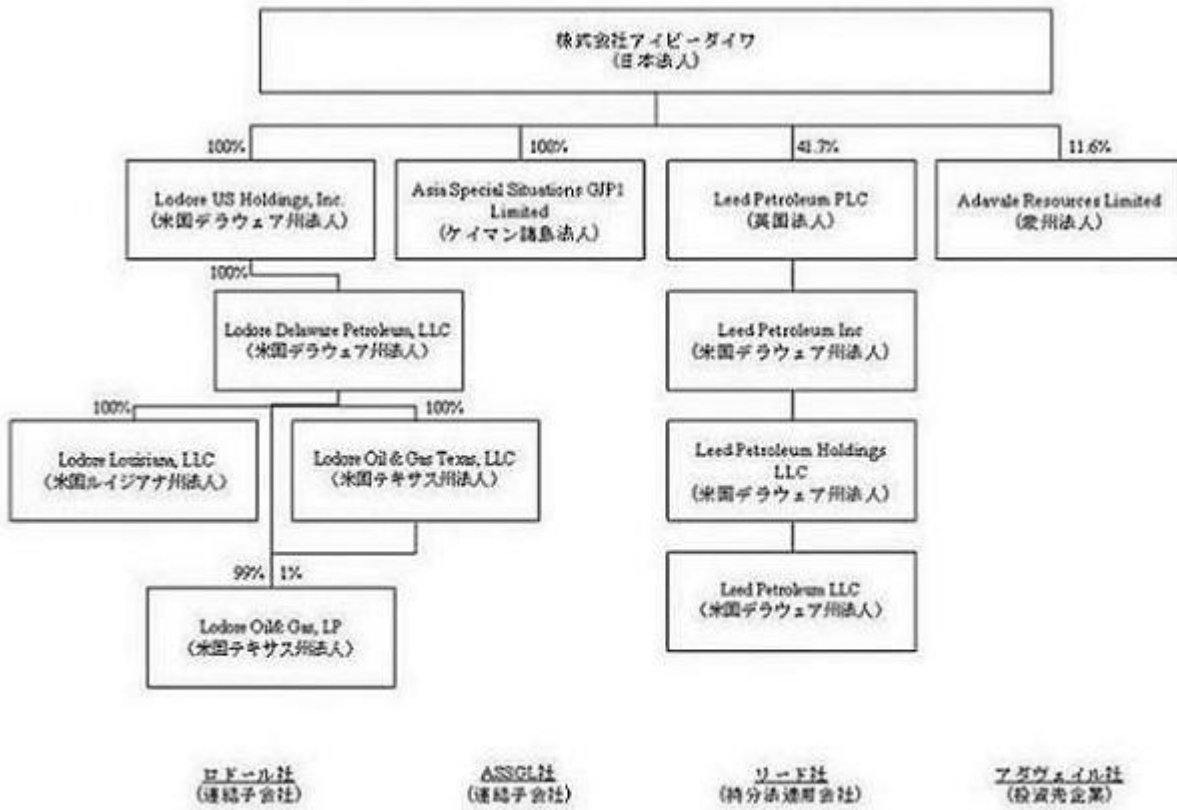 株式会社アイビーダイワ
(日本法人)
100%
100%
41.7%
11.6%
Lodore US Holdings, Inc.
(米国デラウェア州法人)
Asia Special Situations GJP1
Limited
(ケイマン諸島法人)
Leed Petroleum PLC
(英国法人)
Adavale Resources Limited
(豪州法人)
100%
Lodore Delaware Petroleum, LLC
(米国デラウェア州法人)
Leed Petroleum Inc
(米国デラウェア州法人)
100%
100%
Lodore Louisiana, LLC
(米国ルイジアナ州法人)
Lodore Oil & Gas Texas, LLC
(米国テキサス州法人)
Leed Petroleum Holdings
LLC
(米国デラウェア州法人)
99% 1%
Lodore Oil& Gas, LP
(米国テキサス州法人)
Leed Petroleum LLC
(米国デラウェア州法人)
ロドール社
(連結子会社)
ASSGL社
(連結子会社)
リード社
(持分法適用会社)
アダヴェイル社
(投資先企業)